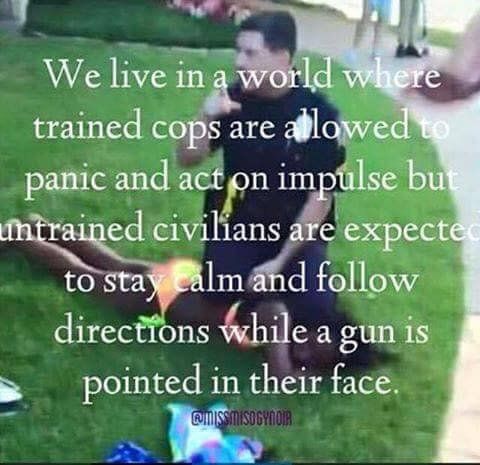 We live in a world where
trained cops are allowed to
panic and act on impulse but
untrained civilians are expected
to stay calm and follow
directions while a gun is
pointed in their face.
@missmisogynoir